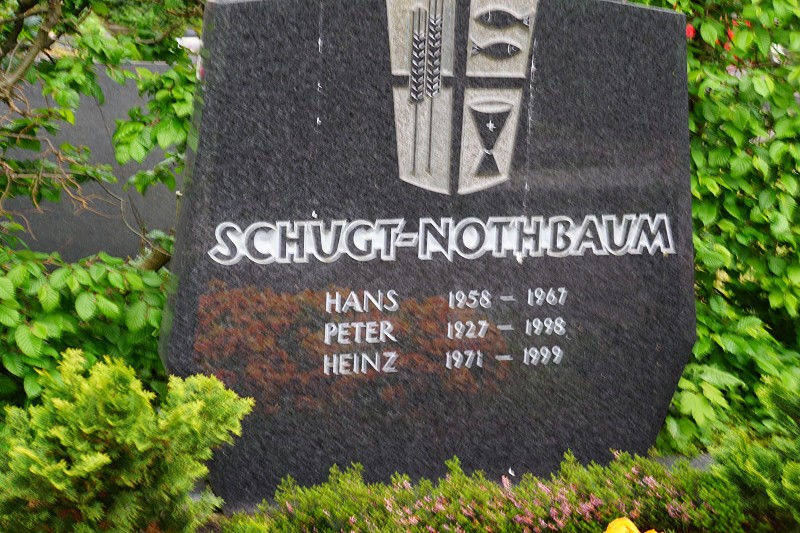 SCHUGT-NOTHBAUM
HANS 1958 – 1967
PETER 1927 – 1998
HEINZ 1971 – 1999